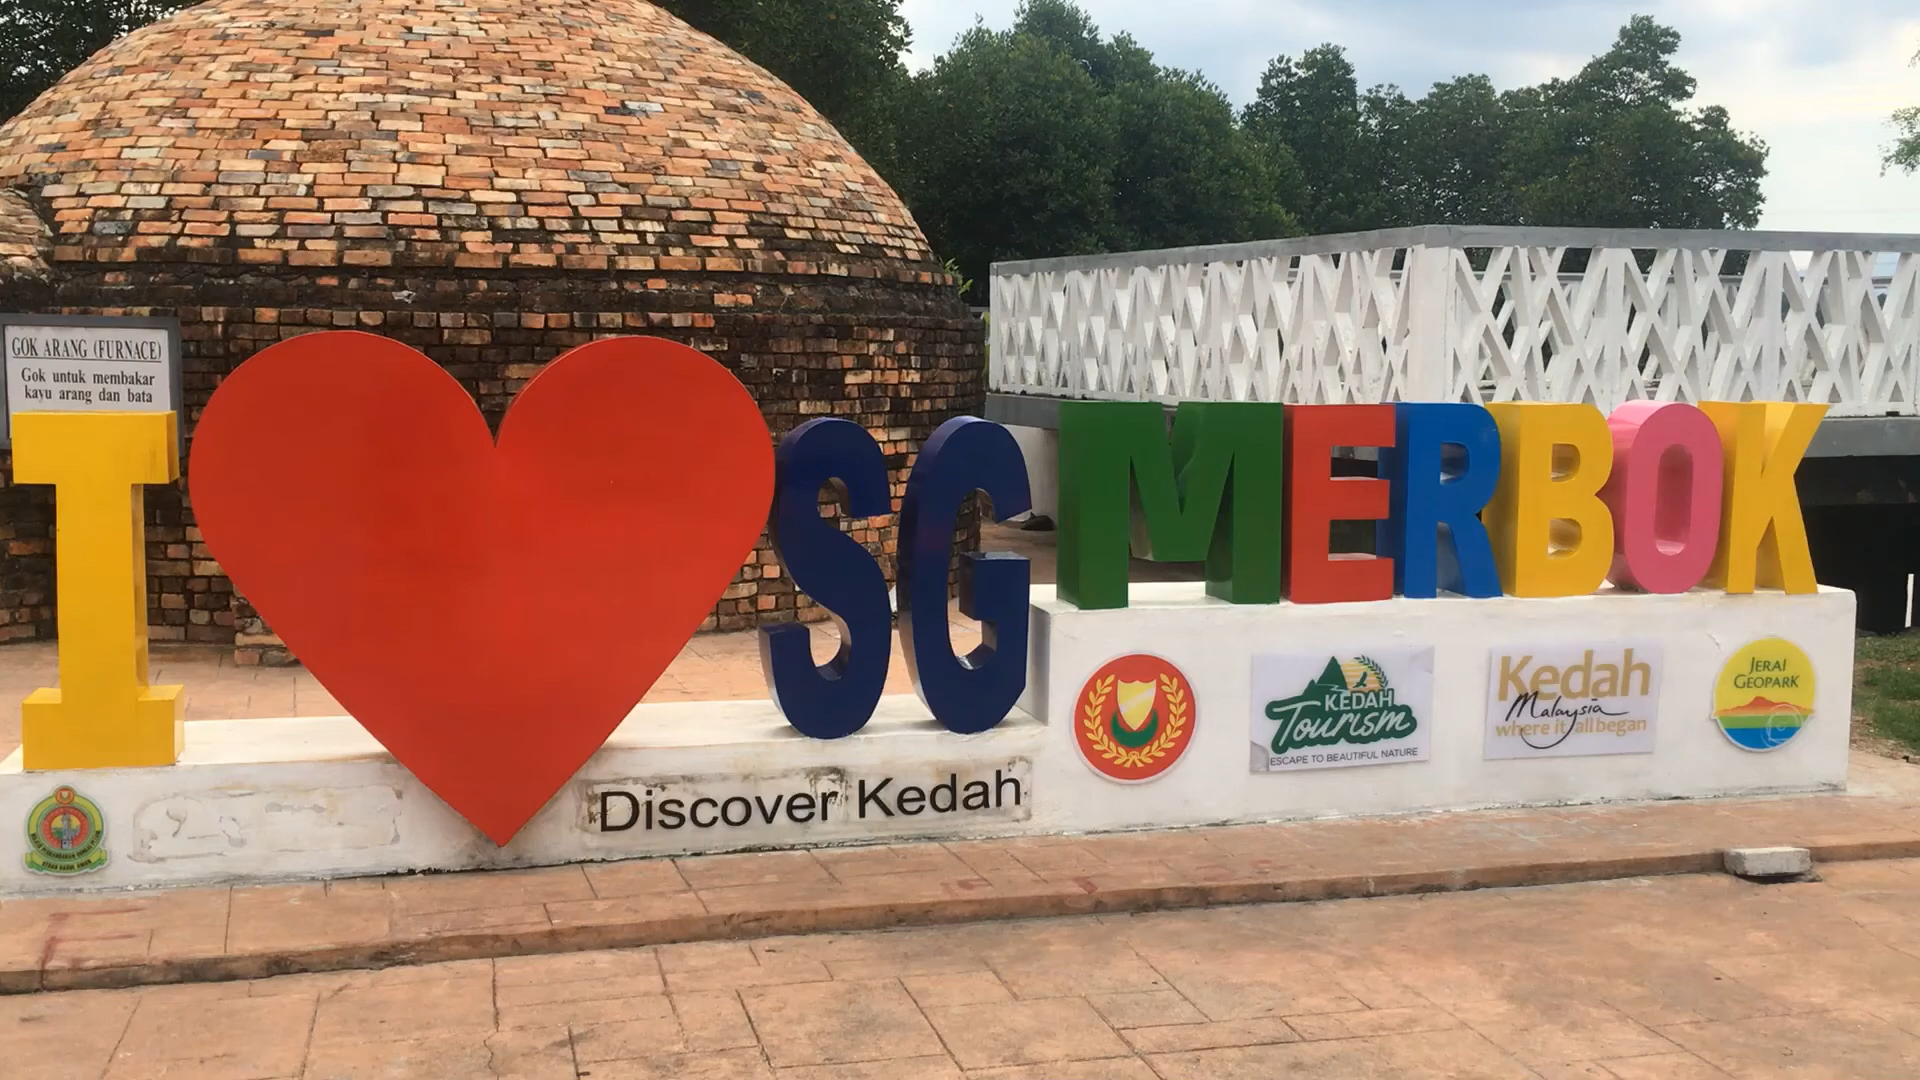 GOK ARANG (FURNACE)
Gok untuk membakar
kayu arang dan bata
I SG MERBOK
Discover Kedah
KEDAH
Tourism
ESCAPE TO BEAUTIFUL NATURE
Kedah
Malaysia
where it all began
JERAI
GEOPARK